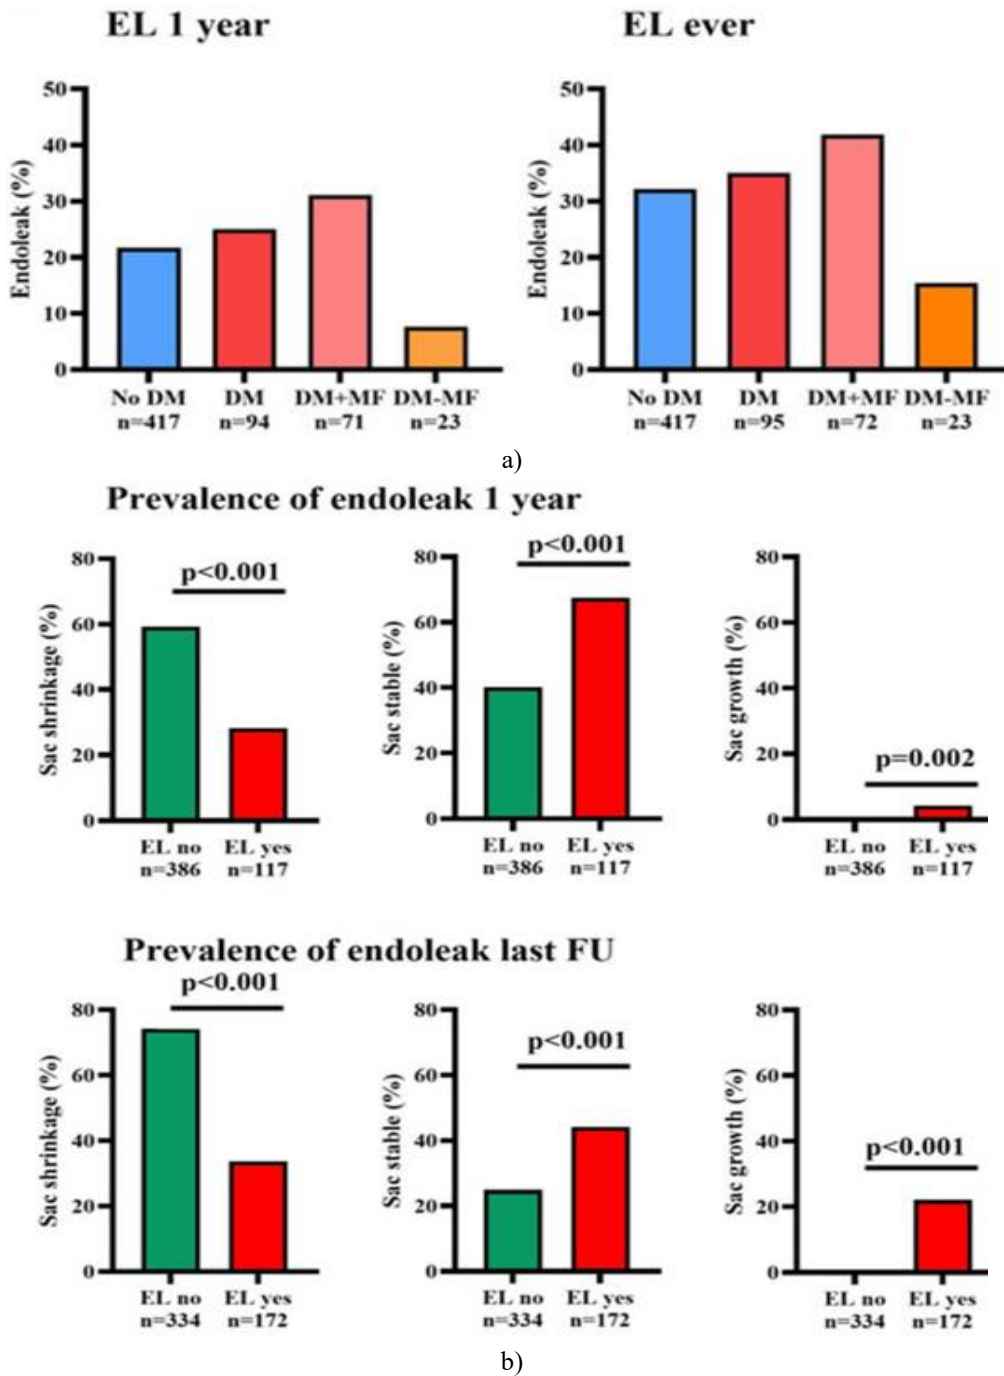 EL 1 year
EL ever
Endoleak (%)
50
40
30
20
10
0
No DM DM DM+MF DM-MF
n=417 n=94 n=71 n=23
Endoleak (%)
50
40
30
20
10
0
No DM DM DM+MF DM-MF
n=417 n=95 n=72 n=23
a)
Prevalence of endoleak 1 year
Sac shrinkage (%)
80
60
40
20
0
p<0.001
EL no EL yes
n=386 n=117
Sac stable (%)
80
60
40
20
0
p<0.001
EL no EL yes
n=386 n=117
Sac growth (%)
80
60
40
20
0
p=0.002
EL no EL yes
n=386 n=117
Prevalence of endoleak last FU
Sac shrinkage (%)
80
60
40
20
0
p<0.001
EL no EL yes
n=334 n=172
Sac stable (%)
80
60
40
20
0
p<0.001
EL no EL yes
n=334 n=172
Sac growth (%)
80
60
40
20
0
p<0.001
EL no EL yes
n=334 n=172
b)